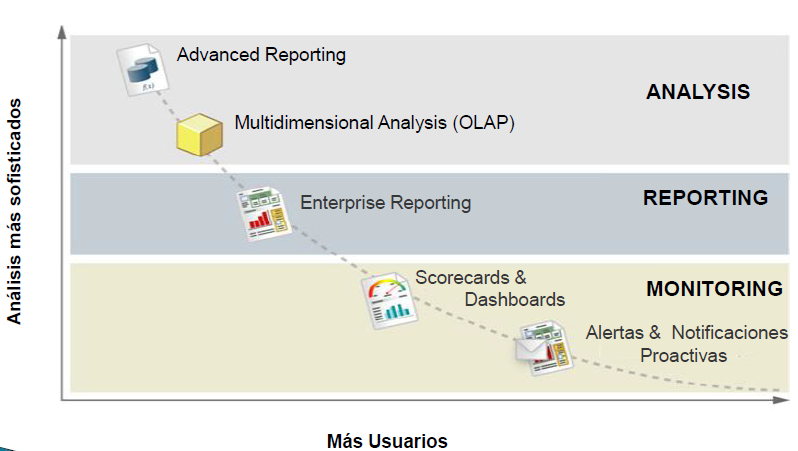 Advanced Reporting
ANALYSIS
Multidimensional Analysis (OLAP)
Enterprise Reporting
REPORTING
Scorecards &
Dashboards
MONITORING
Alertas & Notificaciones
Proactivas
Análisis más sofisticados
Más Usuarios